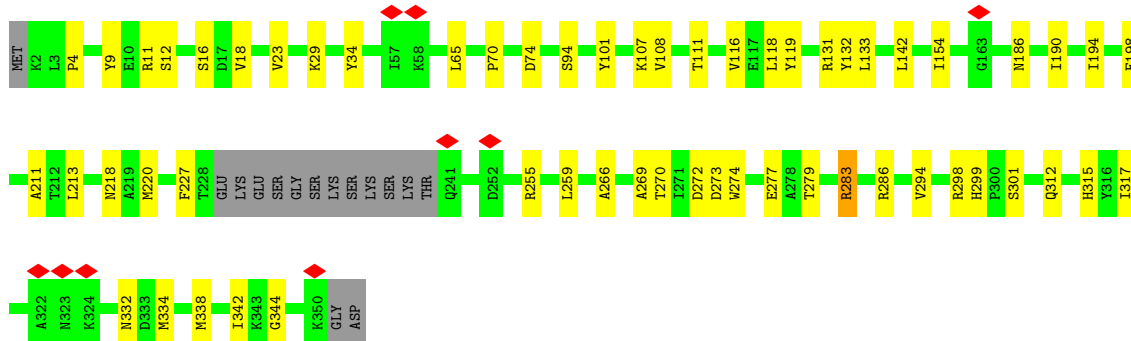 MET K2 L3 P4 Y9 E10 R11 S12 S16 D17 V18 V23 K29 Y34 I57 K58 L65 P70 D74 S94 Y101 K107 V108 T111 V116 E117 L118 Y119 R131 Y132 L133 L142 I154 G163 N186 I190 I194
A211 T212 L213 N218 A219 M220 F227 T228 GLU LYS GLU SER GLY SER LYS SER LYS SER LYS THR Q241 D252 R255 L259 A266 A269 T270 I271 D272 D273 W274 E277 A278 T279 R283 R286 V294 R298 H299 P300 S301 Q312 H315 Y316 I317
A322 N323 K324 N332 D333 M334 M338 I342 K343 G344 K350 GLY ASP